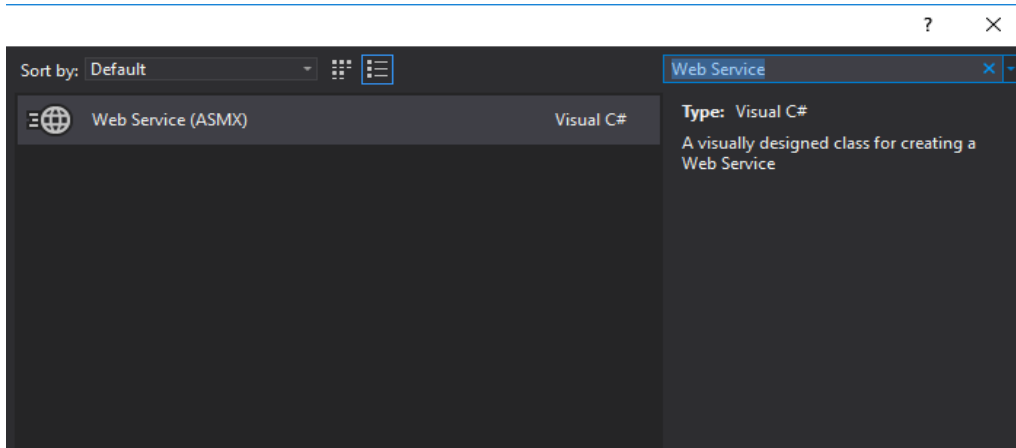 ?
Sort by: Default
Web Service
Web Service (ASMX) Visual C#
Type: Visual C#
A visually designed class for creating a
Web Service